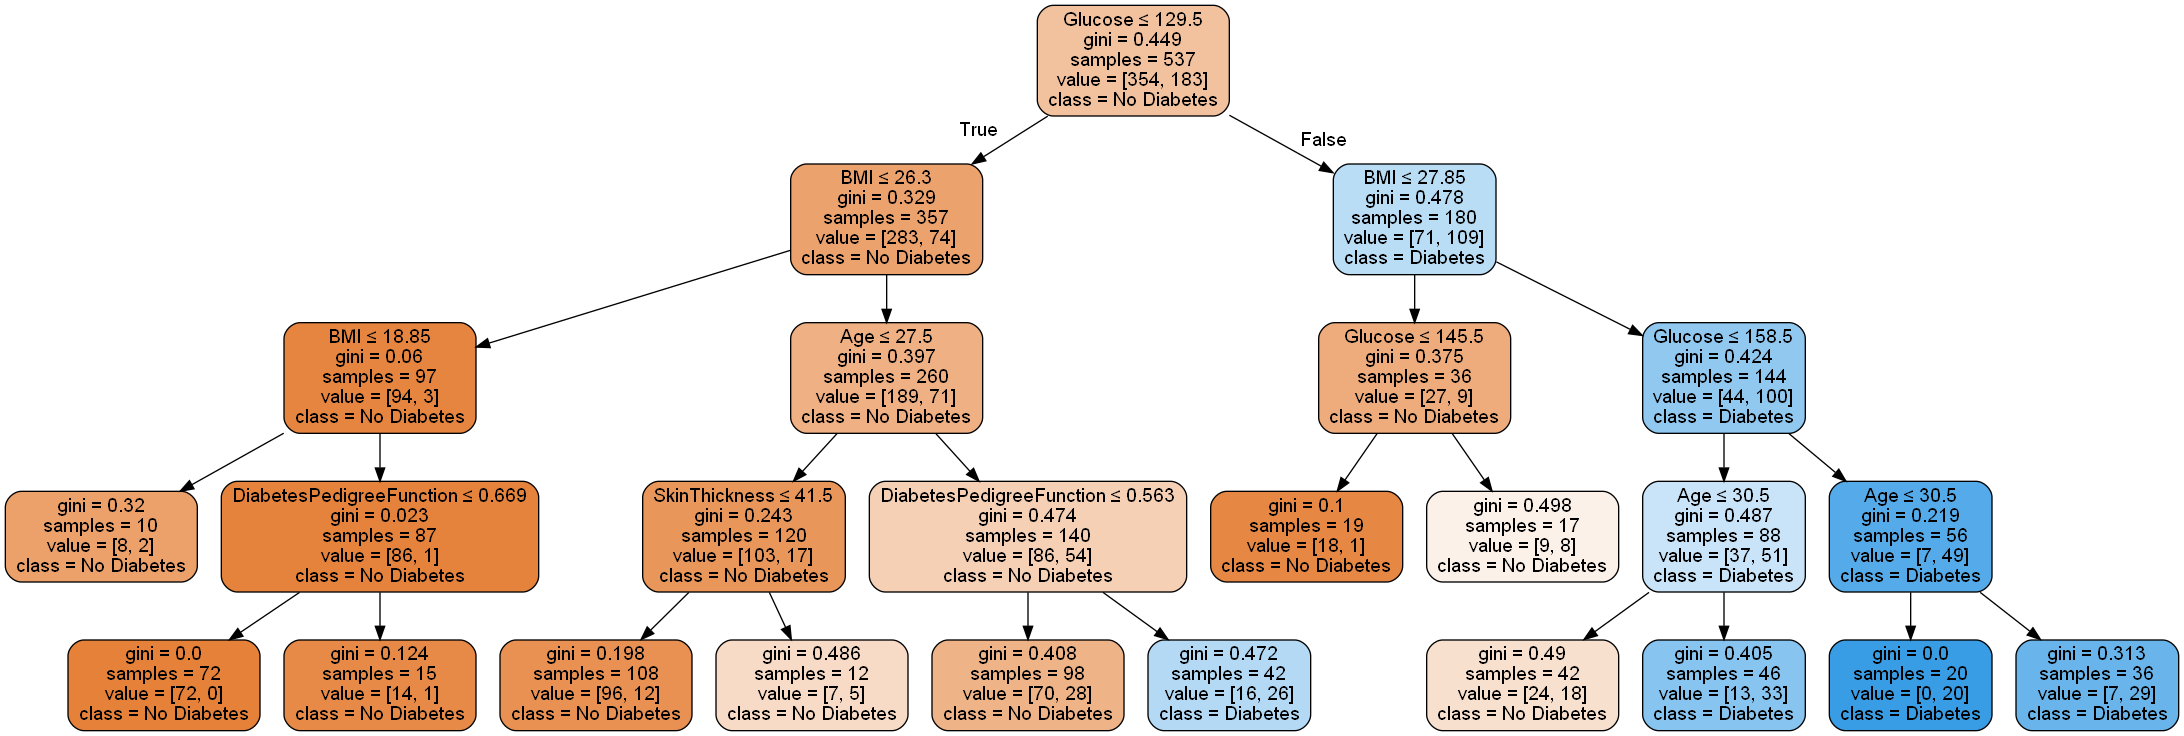 Glucose ≤ 129.5
gini = 0.449
samples = 537
value = [354, 183]
class = No Diabetes
True
False
BMI ≤ 26.3
gini = 0.329
samples = 357
value = [283, 74]
class = No Diabetes
BMI ≤ 27.85
gini = 0.478
samples = 180
value = [71, 109]
class = Diabetes
BMI ≤ 18.85
gini = 0.06
samples = 97
value = [94, 3]
class = No Diabetes
Age ≤ 27.5
gini = 0.397
samples = 260
value = [189, 71]
class = No Diabetes
Glucose ≤ 145.5
gini = 0.375
samples = 36
value = [27, 9]
class = No Diabetes
Glucose ≤ 158.5
gini = 0.424
samples = 144
value = [44, 100]
class = Diabetes
gini = 0.32
samples = 10
value = [8, 2]
class = No Diabetes
DiabetesPedigreeFunction ≤ 0.669
gini = 0.023
samples = 87
value = [86, 1]
class = No Diabetes
SkinThickness ≤ 41.5
gini = 0.243
samples = 120
value = [103, 17]
class = No Diabetes
DiabetesPedigreeFunction ≤ 0.563
gini = 0.474
samples = 140
value = [86, 54]
class = No Diabetes
gini = 0.1
samples = 19
value = [18, 1]
class = No Diabetes
gini = 0.498
samples = 17
value = [9, 8]
class = No Diabetes
Age ≤ 30.5
gini = 0.487
samples = 88
value = [37, 51]
class = Diabetes
Age ≤ 30.5
gini = 0.219
samples = 56
value = [7, 49]
class = Diabetes
gini = 0.0
samples = 72
value = [72, 0]
class = No Diabetes
gini = 0.124
samples = 15
value = [14, 1]
class = No Diabetes
gini = 0.198
samples = 108
value = [96, 12]
class = No Diabetes
gini = 0.486
samples = 12
value = [7, 5]
class = No Diabetes
gini = 0.408
samples = 98
value = [70, 28]
class = No Diabetes
gini = 0.472
samples = 42
value = [16, 26]
class = Diabetes
gini = 0.49
samples = 42
value = [24, 18]
class = No Diabetes
gini = 0.405
samples = 46
value = [13, 33]
class = Diabetes
gini = 0.0
samples = 20
value = [0, 20]
class = Diabetes
gini = 0.313
samples = 36
value = [7, 29]
class = Diabetes